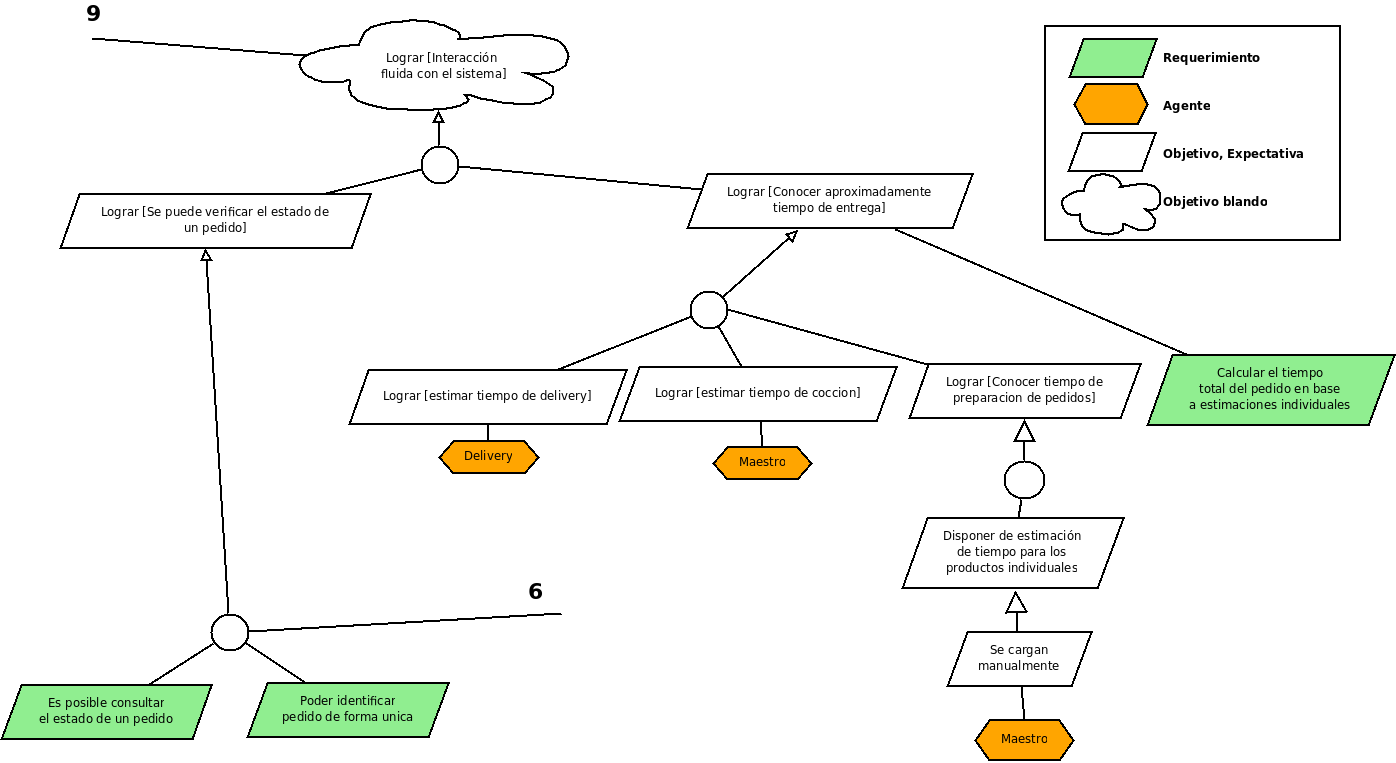 9
Lograr [Interacción
fluida con el sistema]
Requerimiento
Agente
Objetivo, Expectativa
Objetivo blando
Lograr [Se puede verificar el estado de
un pedido]
Lograr [Conocer aproximadamente
tiempo de entrega]
Lograr [estimar tiempo de delivery]
Lograr [estimar tiempo de coccion]
Lograr [Conocer tiempo de
preparacion de pedidos]
Calcular el tiempo
total del pedido en base
a estimaciones individuales
Delivery
Maestro
Disponer de estimación
de tiempo para los
productos individuales
6
Se cargan
manualmente
Es posible consultar
el estado de un pedido
Poder identificar
pedido de forma unica
Maestro